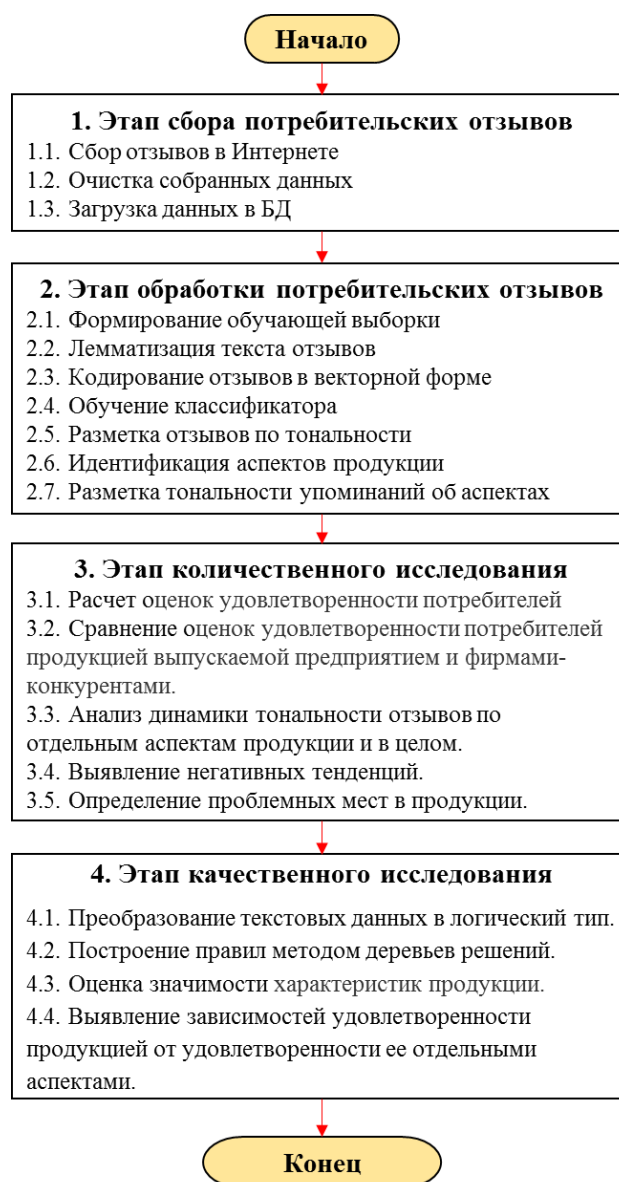 Начало
1. Этап сбора потребительских отзывов
1.1. Сбор отзывов в Интернете
1.2. Очистка собранных данных
1.3. Загрузка данных в БД
2. Этап обработки потребительских отзывов
2.1. Формирование обучающей выборки
2.2. Лемматизация текста отзывов
2.3. Кодирование отзывов в векторной форме
2.4. Обучение классификатора
2.5. Разметка отзывов по тональности
2.6. Идентификация аспектов продукции
2.7. Разметка тональности упоминаний об аспектах
3. Этап количественного исследования
3.1. Расчет оценок удовлетворенности потребителей
3.2. Сравнение оценок удовлетворенности потребителей
продукцией выпускаемой предприятием и фирмами-
конкурентами.
3.3. Анализ динамики тональности отзывов по
отдельным аспектам продукции и в целом.
3.4. Выявление негативных тенденций.
3.5. Определение проблемных мест в продукции.
4. Этап качественного исследования
4.1. Преобразование текстовых данных в логический тип.
4.2. Построение правил методом деревьев решений.
4.3. Оценка значимости характеристик продукции.
4.4. Выявление зависимостей удовлетворенности
продукцией от удовлетворенности ее отдельными
аспектами.
Конец